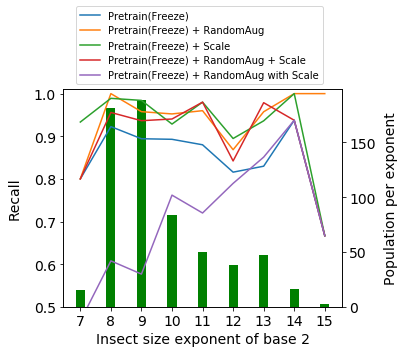 Pretrain(Freeze)
Pretrain(Freeze) + RandomAug
Pretrain(Freeze) + Scale
Pretrain(Freeze) + RandomAug + Scale
Pretrain(Freeze) + RandomAug with Scale
1.0
0.9
0.8
0.7
0.6
0.5
Recall
150
100
50
0
Population per exponent
7 8 9 10 11 12 13 14 15
Insect size exponent of base 2